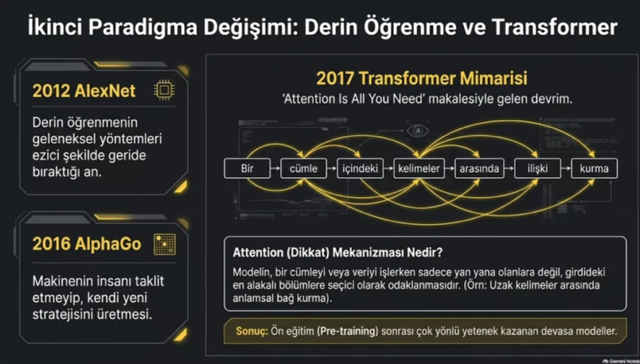 İkinci Paradigma Değişimi: Derin Öğrenme ve Transformer
2012 AlexNet
Derin öğrenmenin
geleneksel yöntemleri
ezici şekilde geride
bıraktığı an.
2016 AlphaGo
Makinenin insanı taklit
etmeyip, kendi yeni
stratejisini üretmesi.
2017 Transformer Mimarisi
'Attention Is All You Need' makalesiyle gelen devrim.
Bir cümle içindeki kelimeler arasında ilişki kurma
Attention (Dikkat) Mekanizması Nedir?
Modelin, bir cümleyi veya veriyi işlerken sadece yan yana olanlara değil, girdideki
en alakalı bölümlere seçici olarak odaklanmasıdır. (Örn: Uzak kelimeler arasında
anlamsal bağ kurma).
Sonuç: Ön eğitim (Pre-training) sonrası çok yönlü yetenek kazanan devasa modeller.